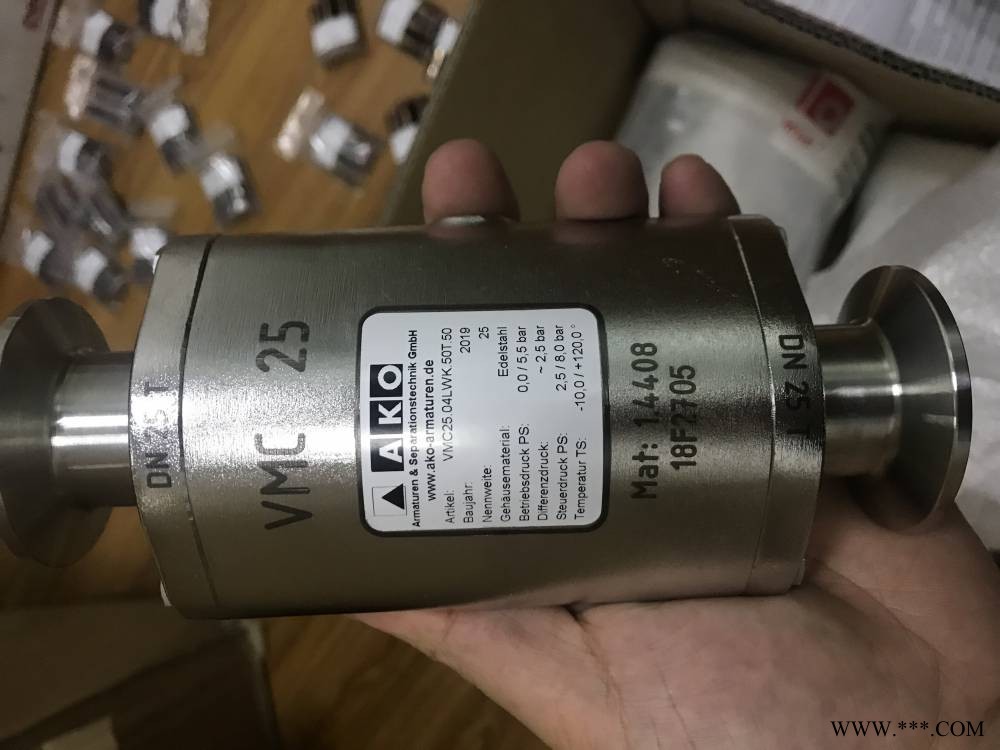 DN 25 T
VMC 25
AKO
Armaturen & Separationstechnik GmbH
www.ako-armaturen.de
Artikel: VMC25.04LWK.50T.50
Baujahr: 2019
Nennweite: 25
Gehäusematerial: Edelstahl
Betriebsdruck PS: 0,0 / 5,5 bar
Differenzdruck: ~ 2,5 bar
Steuerdruck PS: 2,5 / 8,0 bar
Temperatur TS: -10,0 / +120,0 °
Mat: 1.4408
18F2705
DN 25 T
WWW.***.COM